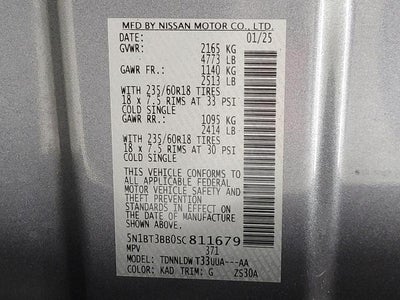 MFD BY NISSAN MOTOR CO., LTD.
DATE: 01/25
GVWR: 2165 KG
4773 LB
GAWR FR.: 1140 KG
2513 LB
WITH 235/60R18 TIRES
18 x 7.5 RIMS AT 33 PSI
COLD SINGLE
GAWR RR.: 1095 KG
2414 LB
WITH 235/60R18 TIRES
18 x 7.5 RIMS AT 30 PSI
COLD SINGLE
THIS VEHICLE CONFORMS TO
ALL APPLICABLE FEDERAL
MOTOR VEHICLE SAFETY AND
THEFT PREVENTION
STANDARDS IN EFFECT ON
THE DATE OF MANUFACTURE
SHOWN ABOVE.
5N1BT3BB0SC811679
MPV 371
MODEL: TDNNLDWT33UUA---AA
COLOR: KAD TRIM: G ZS30A